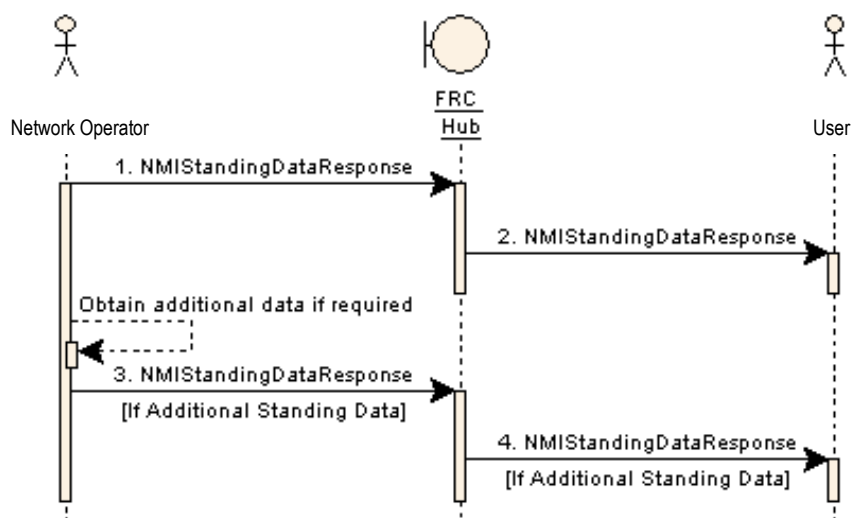 FRC
Hub
Network Operator
User
1. NMIStandingDataResponse
2. NMIStandingDataResponse
Obtain additional data if required
3. NMIStandingDataResponse
[If Additional Standing Data]
4. NMIStandingDataResponse
[If Additional Standing Data]